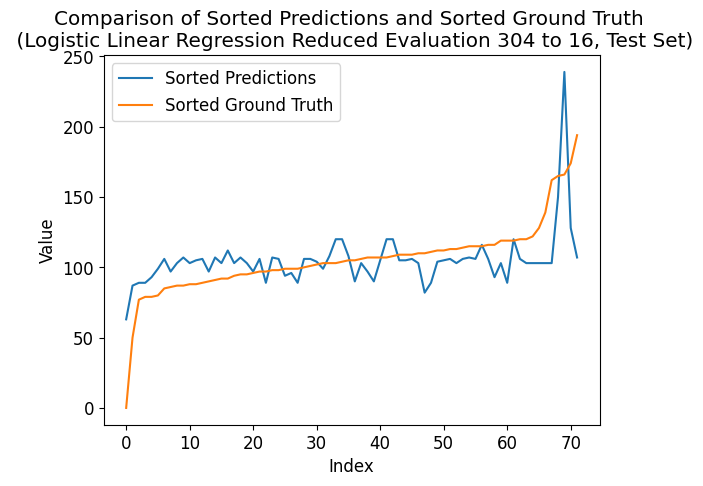 Comparison of Sorted Predictions and Sorted Ground Truth
(Logistic Linear Regression Reduced Evaluation 304 to 16, Test Set)
250
Sorted Predictions
Sorted Ground Truth
200
150
100
50
0
Value
0 10 20 30 40 50 60 70
Index